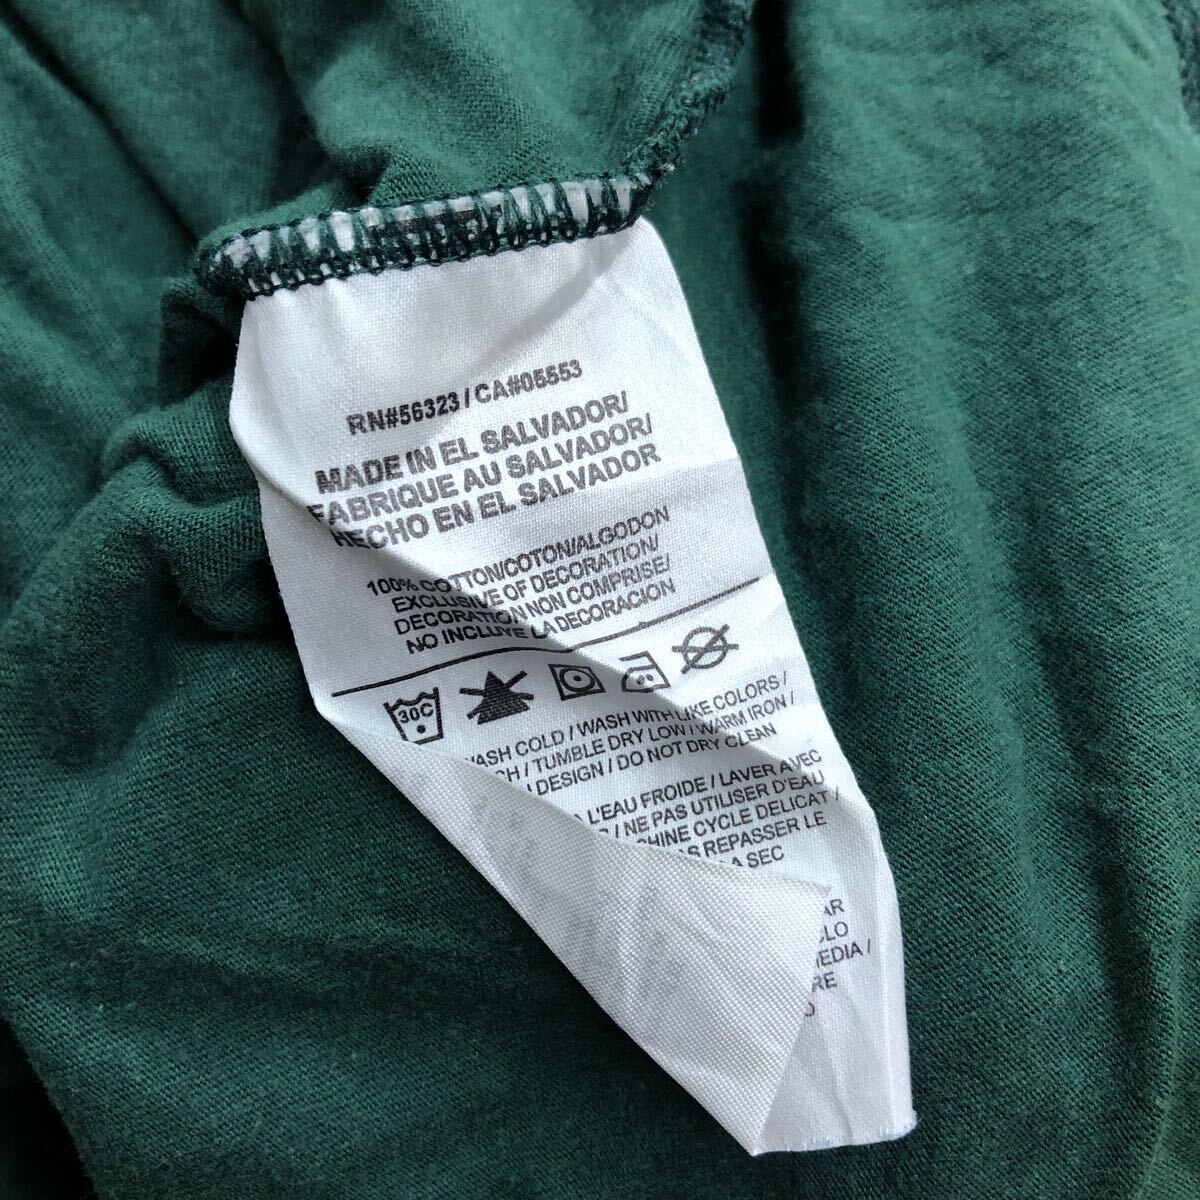 RN#56323 / CA#05553
MADE IN EL SALVADOR/
FABRIQUE AU SALVADOR/
HECHO EN EL SALVADOR
100% COTTON/COTON/ALGODON
EXCLUSIVE OF DECORATION/
DECORATION NON COMPRISE/
NO INCLUYE LA DECORACION
30C
WASH COLD / WASH WITH LIKE COLORS /
CH / TUMBLE DRY LOW / WARM IRON /
DESIGN / DO NOT DRY CLEAN
L'EAU FROIDE / LAVER AVEC
/ NE PAS UTILISER D'EAU
HINE CYCLE DELICAT /
REPASSER LE
A SEC
AR
CLO
MEDIA /
RE